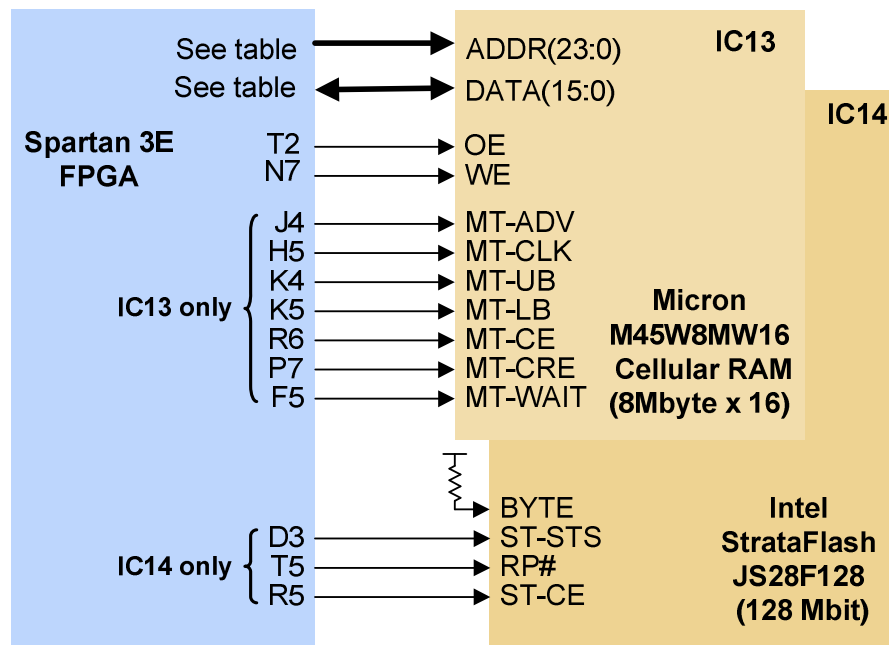 See table
ADDR(23:0)
IC13
See table
DATA(15:0)
IC14
Spartan 3E
FPGA
T2
OE
N7
WE
IC13 only
J4
MT-ADV
H5
MT-CLK
K4
MT-UB
K5
MT-LB
R6
MT-CE
P7
MT-CRE
F5
MT-WAIT
Micron
M45W8MW16
Cellular RAM
(8Mbyte x 16)
BYTE
IC14 only
D3
ST-STS
T5
RP#
R5
ST-CE
Intel
StrataFlash
JS28F128
(128 Mbit)